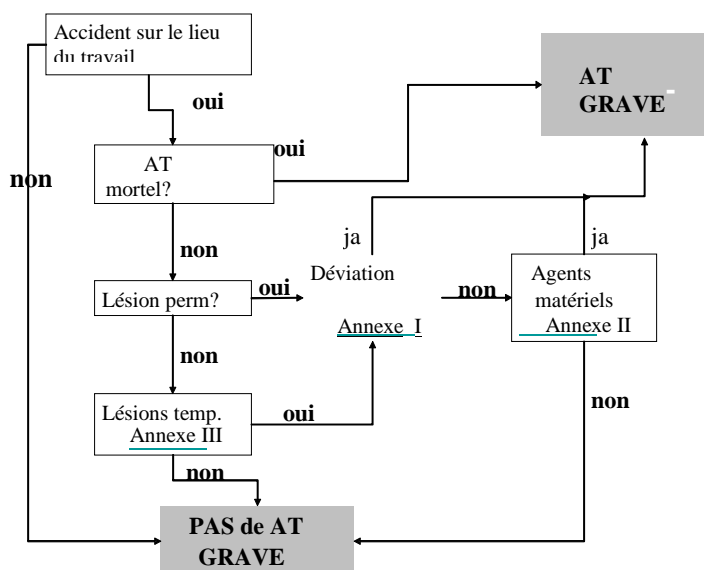 Accident sur le lieu
du travail
AT
GRAVE
oui
AT
mortel?
oui
non
non
ja
ja
Déviation
Annexe I
Agents
matériels
Annexe II
Lésion perm?
oui
non
non
Lésions temp.
Annexe III
oui
non
non
PAS de AT
GRAVE